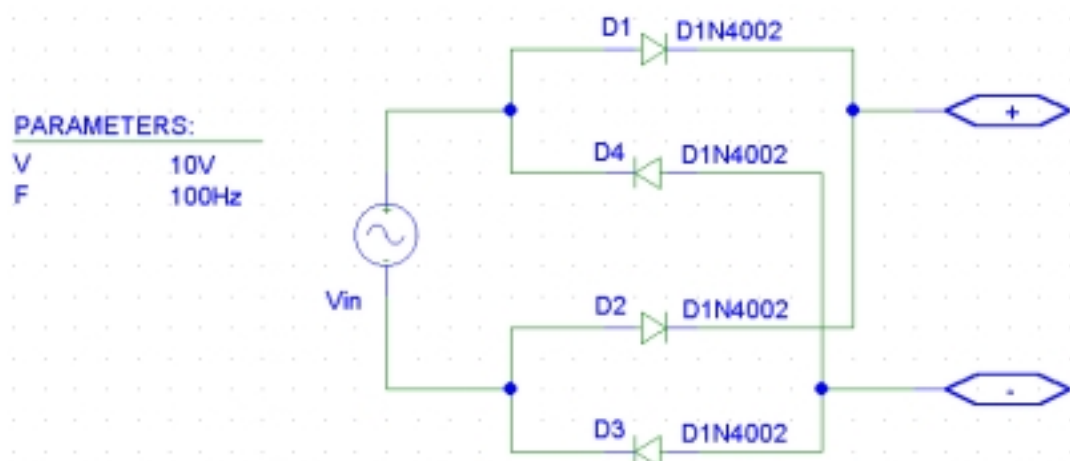 D1 D1N4002
+
PARAMETERS:
D4 D1N4002
V 10V
F 100Hz
+
-
Vin
D2 D1N4002
-
D3 D1N4002